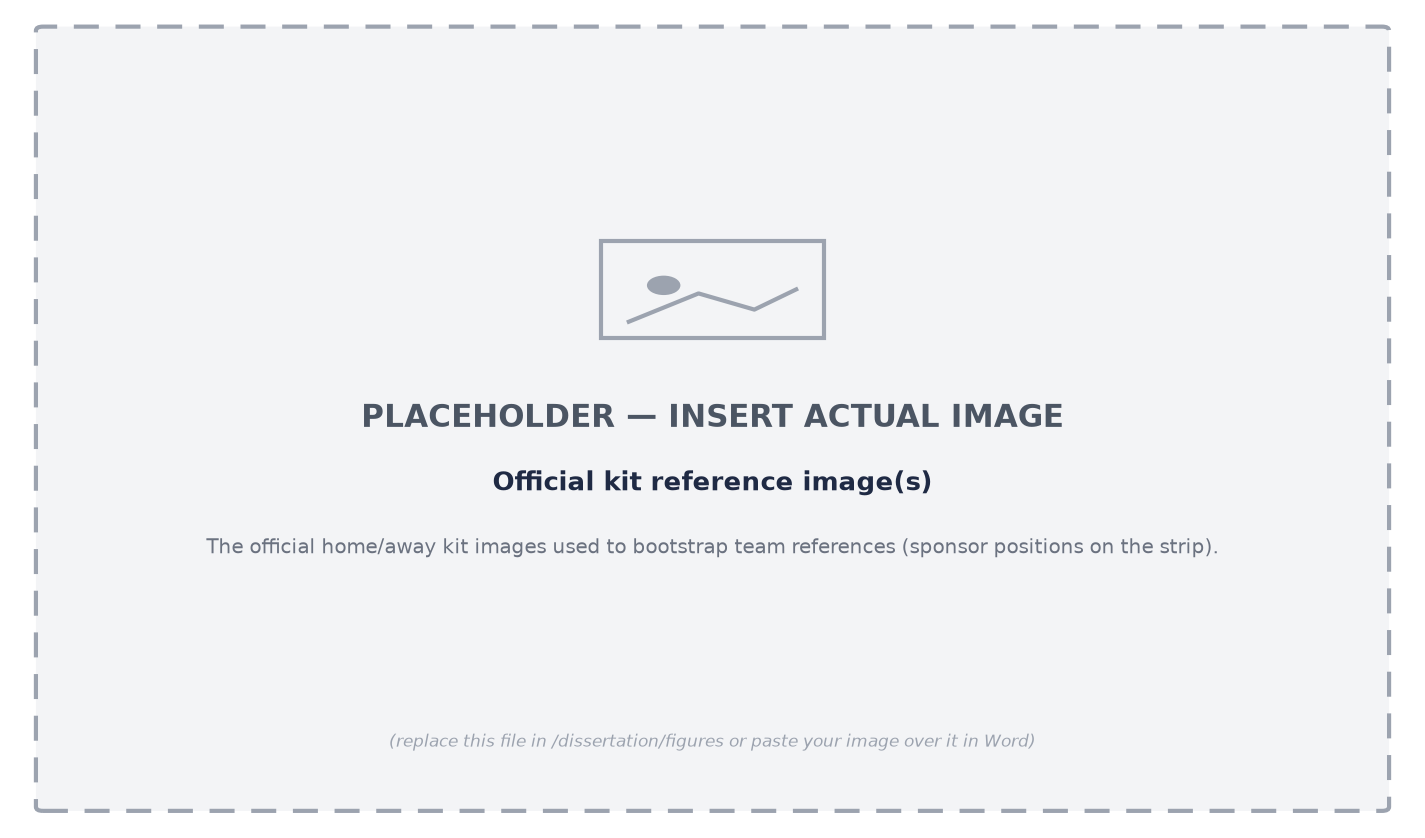 PLACEHOLDER — INSERT ACTUAL IMAGE
Official kit reference image(s)
The official home/away kit images used to bootstrap team references (sponsor positions on the strip).
(replace this file in /dissertation/figures or paste your image over it in Word)